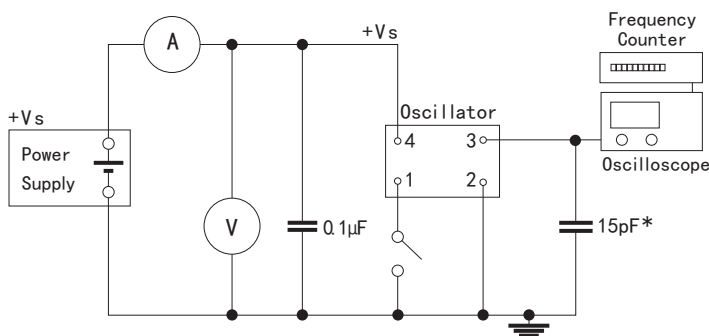 Frequency
Counter
+Vs
A
Oscillator
+Vs
4
3
Power
Supply
1
2
Oscilloscope
V
0.1μF
15pF*